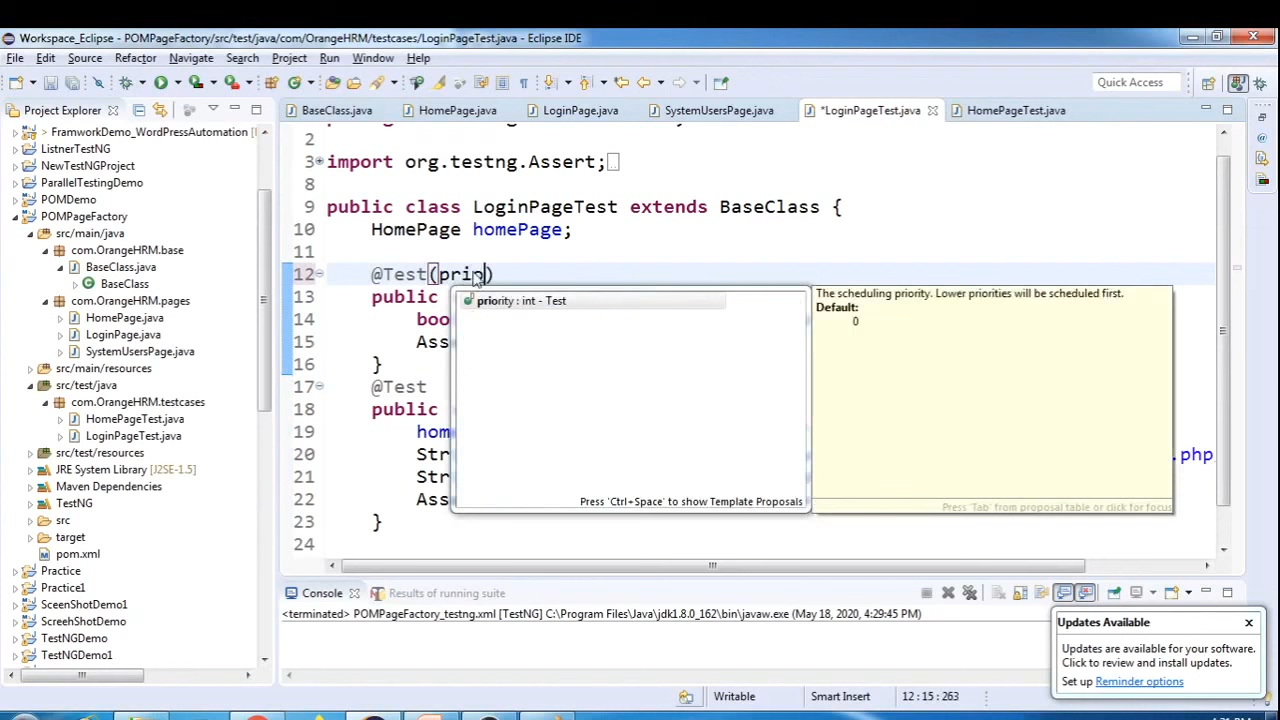 Workspace_Eclipse - POMPageFactory/src/test/java/com/OrangeHRM/testcases/LoginPageTest.java - Eclipse IDE
File Edit Source Refactor Navigate Search Project Run Window Help
Quick Access
Project Explorer
BaseClass.java HomePage.java LoginPage.java SystemUsersPage.java *LoginPageTest.java HomePageTest.java
> FramworkDemo_WordPressAutomation
ListnerTestNG
NewTestNGProject
ParallelTestingDemo
POMDemo
POMPageFactory
src/main/java
com.OrangeHRM.base
BaseClass.java
BaseClass
com.OrangeHRM.pages
HomePage.java
LoginPage.java
SystemUsersPage.java
src/main/resources
src/test/java
com.OrangeHRM.testcases
HomePageTest.java
LoginPageTest.java
src/test/resources
JRE System Library [J2SE-1.5]
Maven Dependencies
TestNG
src
target
pom.xml
Practice
Practice1
SceenShotDemo1
ScreehShotDemo
TestNGDemo
TestNGDemo1
2
3 import org.testng.Assert;
8
9 public class LoginPageTest extends BaseClass {
10 HomePage homePage;
11
12 @Test(prin)
13 public
14 boo
15 Ass
16 }
17 @Test
18 public
19 hom
20 Str .php
21 Str
22 Ass
23 }
24
priority : int - Test
Press 'Ctrl+Space' to show Template Proposals
The scheduling priority. Lower priorities will be scheduled first.
Default:
0
Press 'Tab' from proposal table or click for focus
Console Results of running suite
<terminated> POMPageFactory_testng.xml [TestNG] C:\Program Files\Java\jdk1.8.0_162\bin\javaw.exe (May 18, 2020, 4:29:45 PM)
Updates Available
Updates are available for your software.
Click to review and install updates.
Set up Reminder options
Writable Smart Insert 12 : 15 : 263